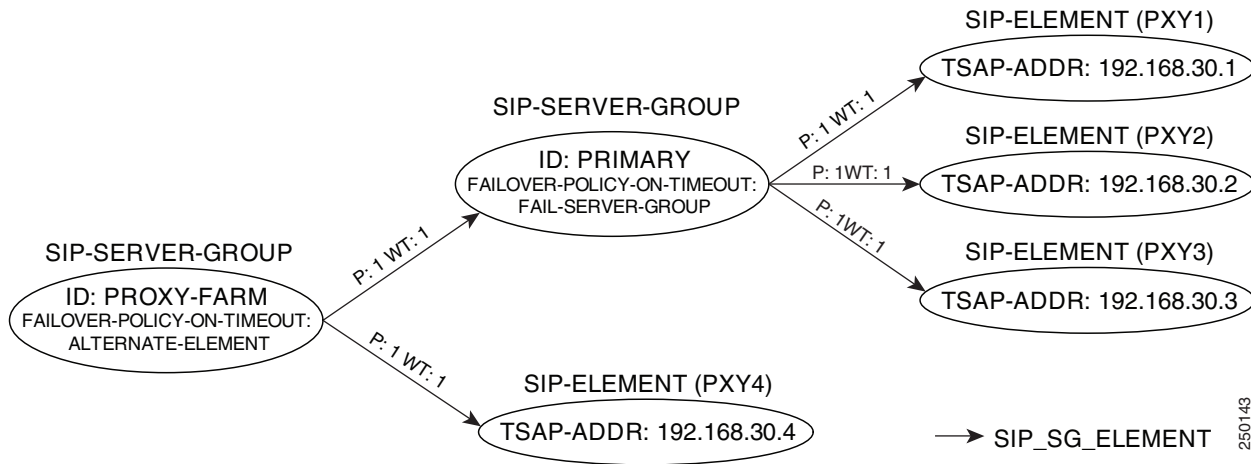 SIP-ELEMENT (PXY1)
TSAP-ADDR: 192.168.30.1
SIP-SERVER-GROUP
P: 1 WT: 1
SIP-ELEMENT (PXY2)
ID: PRIMARY
FAILOVER-POLICY-ON-TIMEOUT:
FAIL-SERVER-GROUP
P: 1WT: 1
TSAP-ADDR: 192.168.30.2
P: 1WT: 1
SIP-SERVER-GROUP
P: 1 WT: 1
SIP-ELEMENT (PXY3)
TSAP-ADDR: 192.168.30.3
ID: PROXY-FARM
FAILOVER-POLICY-ON-TIMEOUT:
ALTERNATE-ELEMENT
P: 1 WT: 1
SIP-ELEMENT (PXY4)
TSAP-ADDR: 192.168.30.4
SIP_SG_ELEMENT
250143